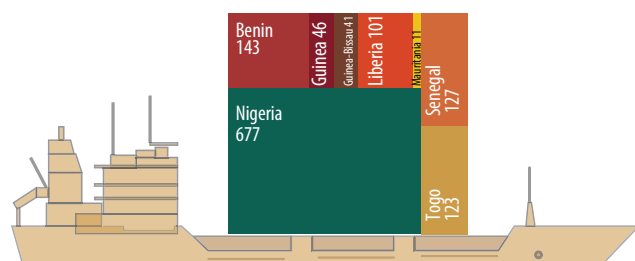 Benin
143
Guinea 46
Guinea-Bissau 41
Liberia 101
Mauritania 11
Senegal
127
Nigeria
677
Togo
123